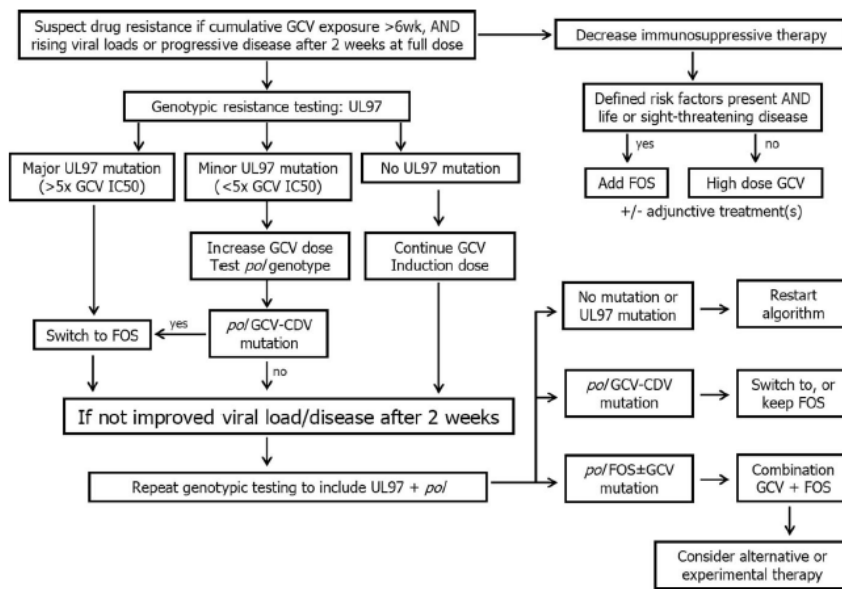 Suspect drug resistance if cumulative GCV exposure >6wk, AND
rising viral loads or progressive disease after 2 weeks at full dose
Decrease immunosuppressive therapy
Genotypic resistance testing: UL97
Defined risk factors present AND
life or sight-threatening disease
yes
no
Add FOS
High dose GCV
+/- adjunctive treatment(s)
Major UL97 mutation
(>5x GCV IC50)
Minor UL97 mutation
(<5x GCV IC50)
No UL97 mutation
Increase GCV dose
Test pol genotype
Continue GCV
Induction dose
Switch to FOS
yes
pol GCV-CDV
mutation
no
If not improved viral load/disease after 2 weeks
Repeat genotypic testing to include UL97 + pol
No mutation or
UL97 mutation
Restart
algorithm
pol GCV-CDV
mutation
Switch to, or
keep FOS
pol FOS±GCV
mutation
Combination
GCV + FOS
Consider alternative or
experimental therapy